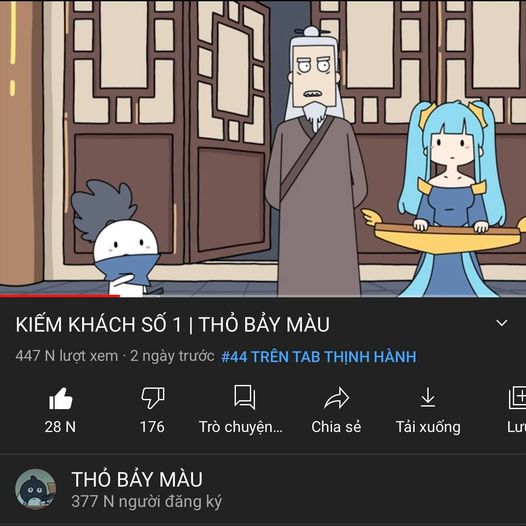 KIẾM KHÁCH SỐ 1 | THỎ BẢY MÀU
447 N lượt xem · 2 ngày trước #44 TRÊN TAB THỊNH HÀNH
28 N 176 Trò chuyện... Chia sẻ Tải xuống Lưu
THỎ BẢY MÀU
377 N người đăng ký